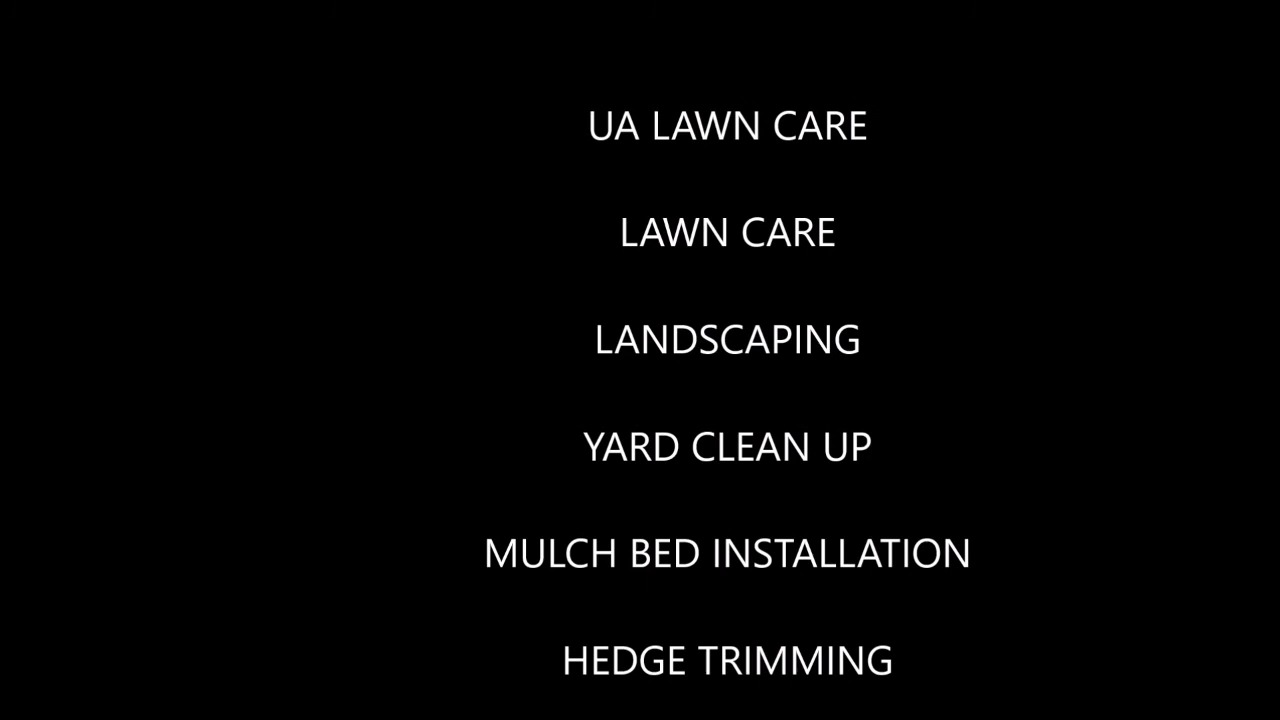 UA LAWN CARE
LAWN CARE
LANDSCAPING
YARD CLEAN UP
MULCH BED INSTALLATION
HEDGE TRIMMING